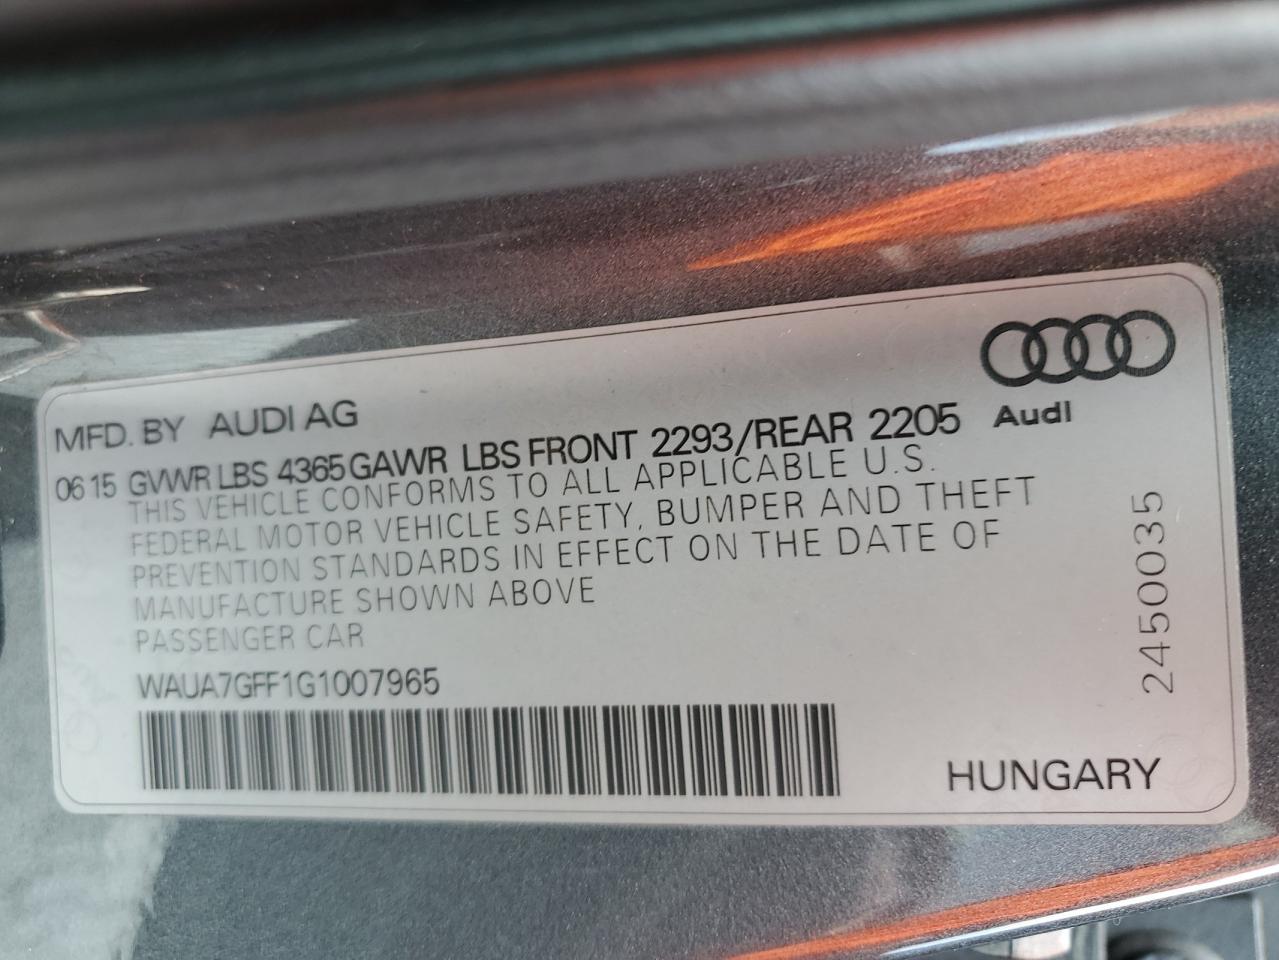 MFD. BY AUDI AG
06 15 GVWR LBS 4365 GAWR LBS FRONT 2293/REAR 2205
Audi
THIS VEHICLE CONFORMS TO ALL APPLICABLE U.S.
FEDERAL MOTOR VEHICLE SAFETY, BUMPER AND THEFT
PREVENTION STANDARDS IN EFFECT ON THE DATE OF
MANUFACTURE SHOWN ABOVE
PASSENGER CAR
WAUA7GFF1G1007965
HUNGARY
2450035